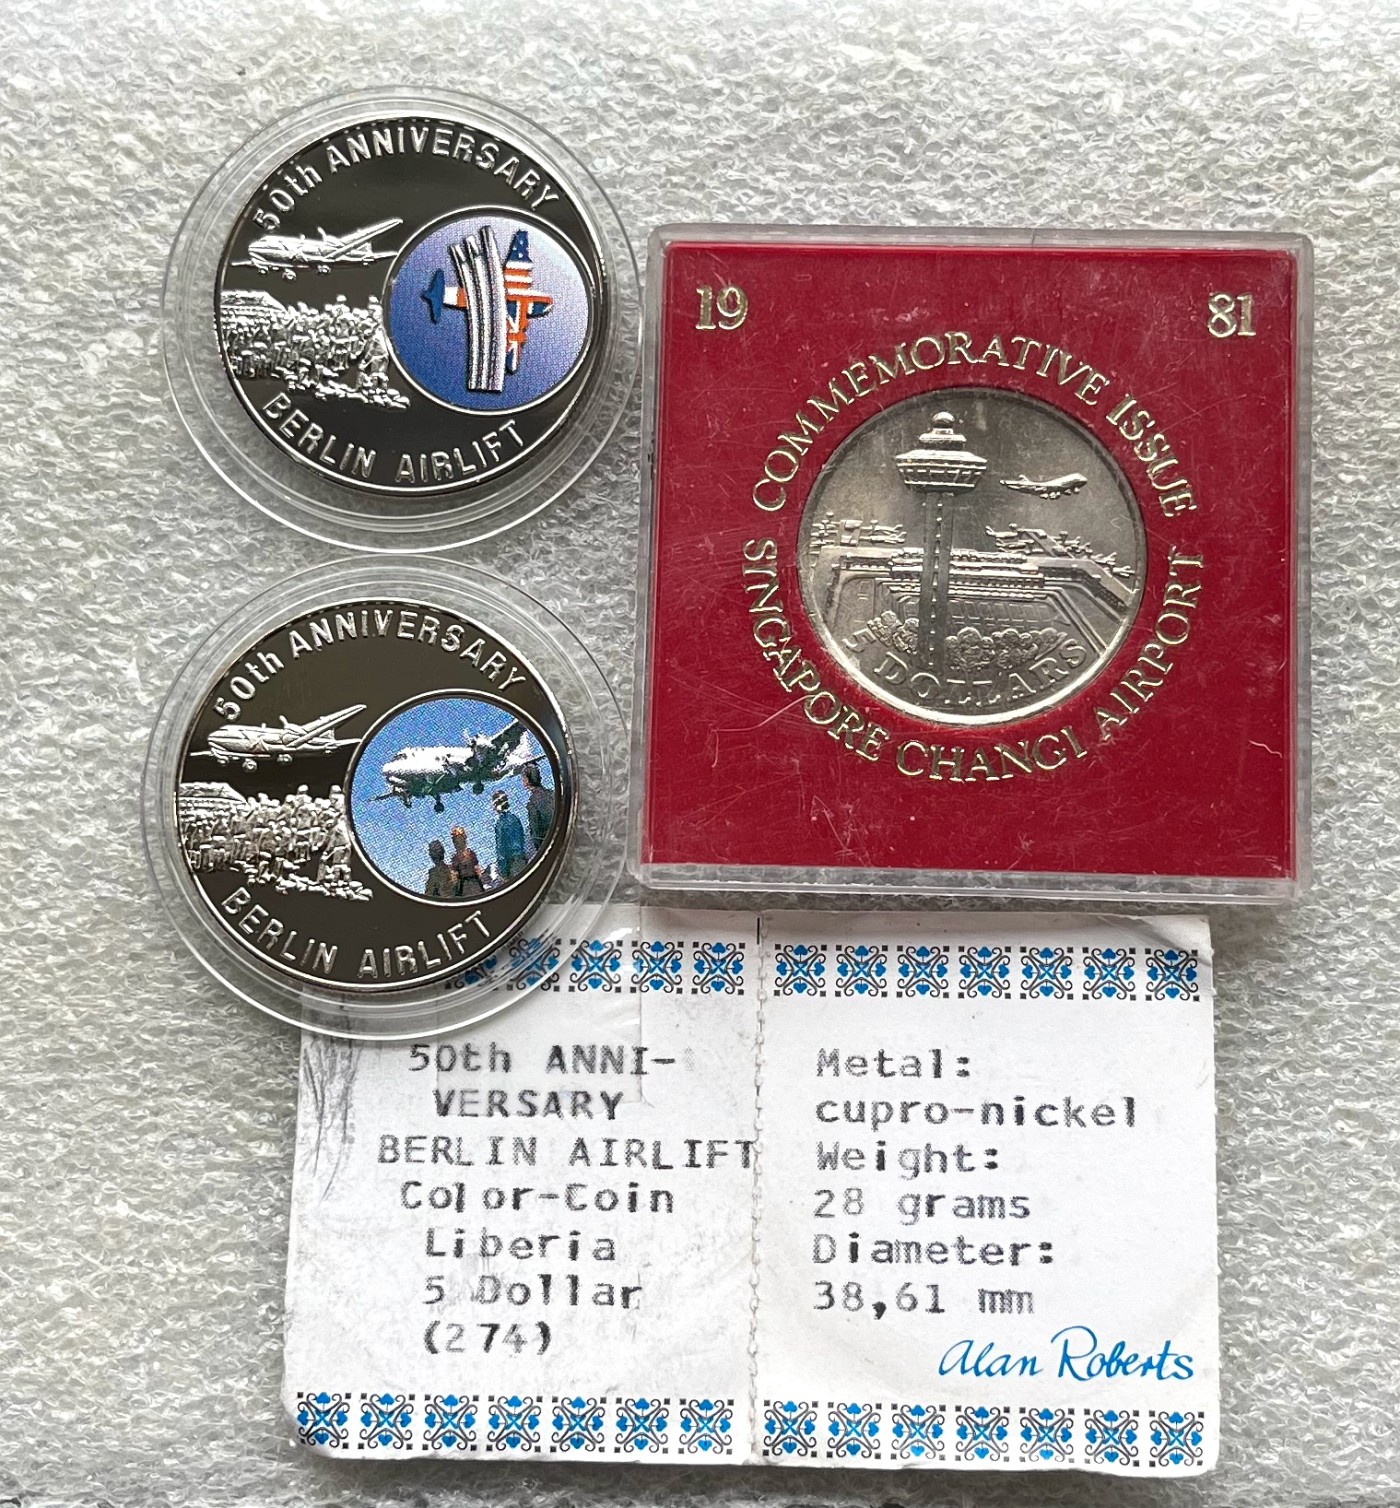 50th ANNIVERSARY
BERLIN AIRLIFT
19 81
COMMEMORATIVE ISSUE
SINGAPORE CHANGI AIRPORT
5 DOLLARS
50th ANNIVERSARY
BERLIN AIRLIFT
50th ANNI-
VERSARY
BERLIN AIRLIFT
Color-Coin
Liberia
5 Dollar
(274)
Metal:
cupro-nickel
Weight:
28 grams
Diameter:
38,61 mm
Alan Roberts